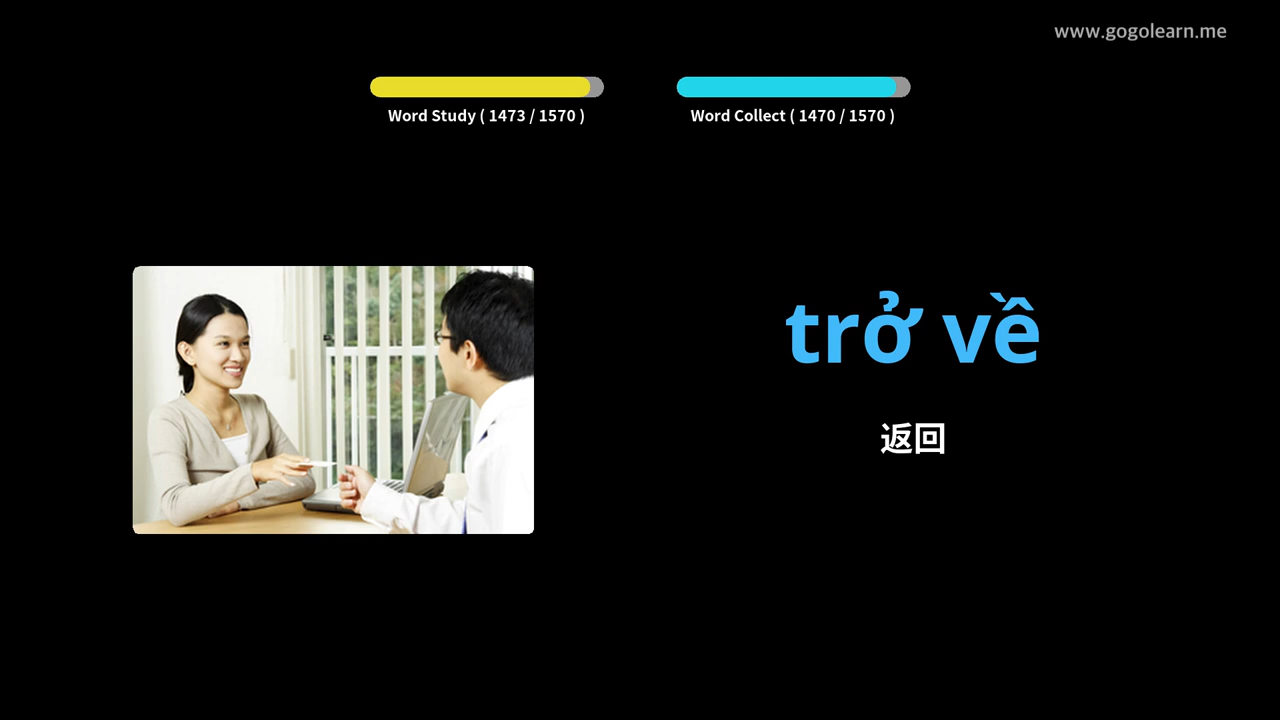 www.gogolearn.me
Word Study ( 1473 / 1570 )
Word Collect ( 1470 / 1570 )
trở về
返回